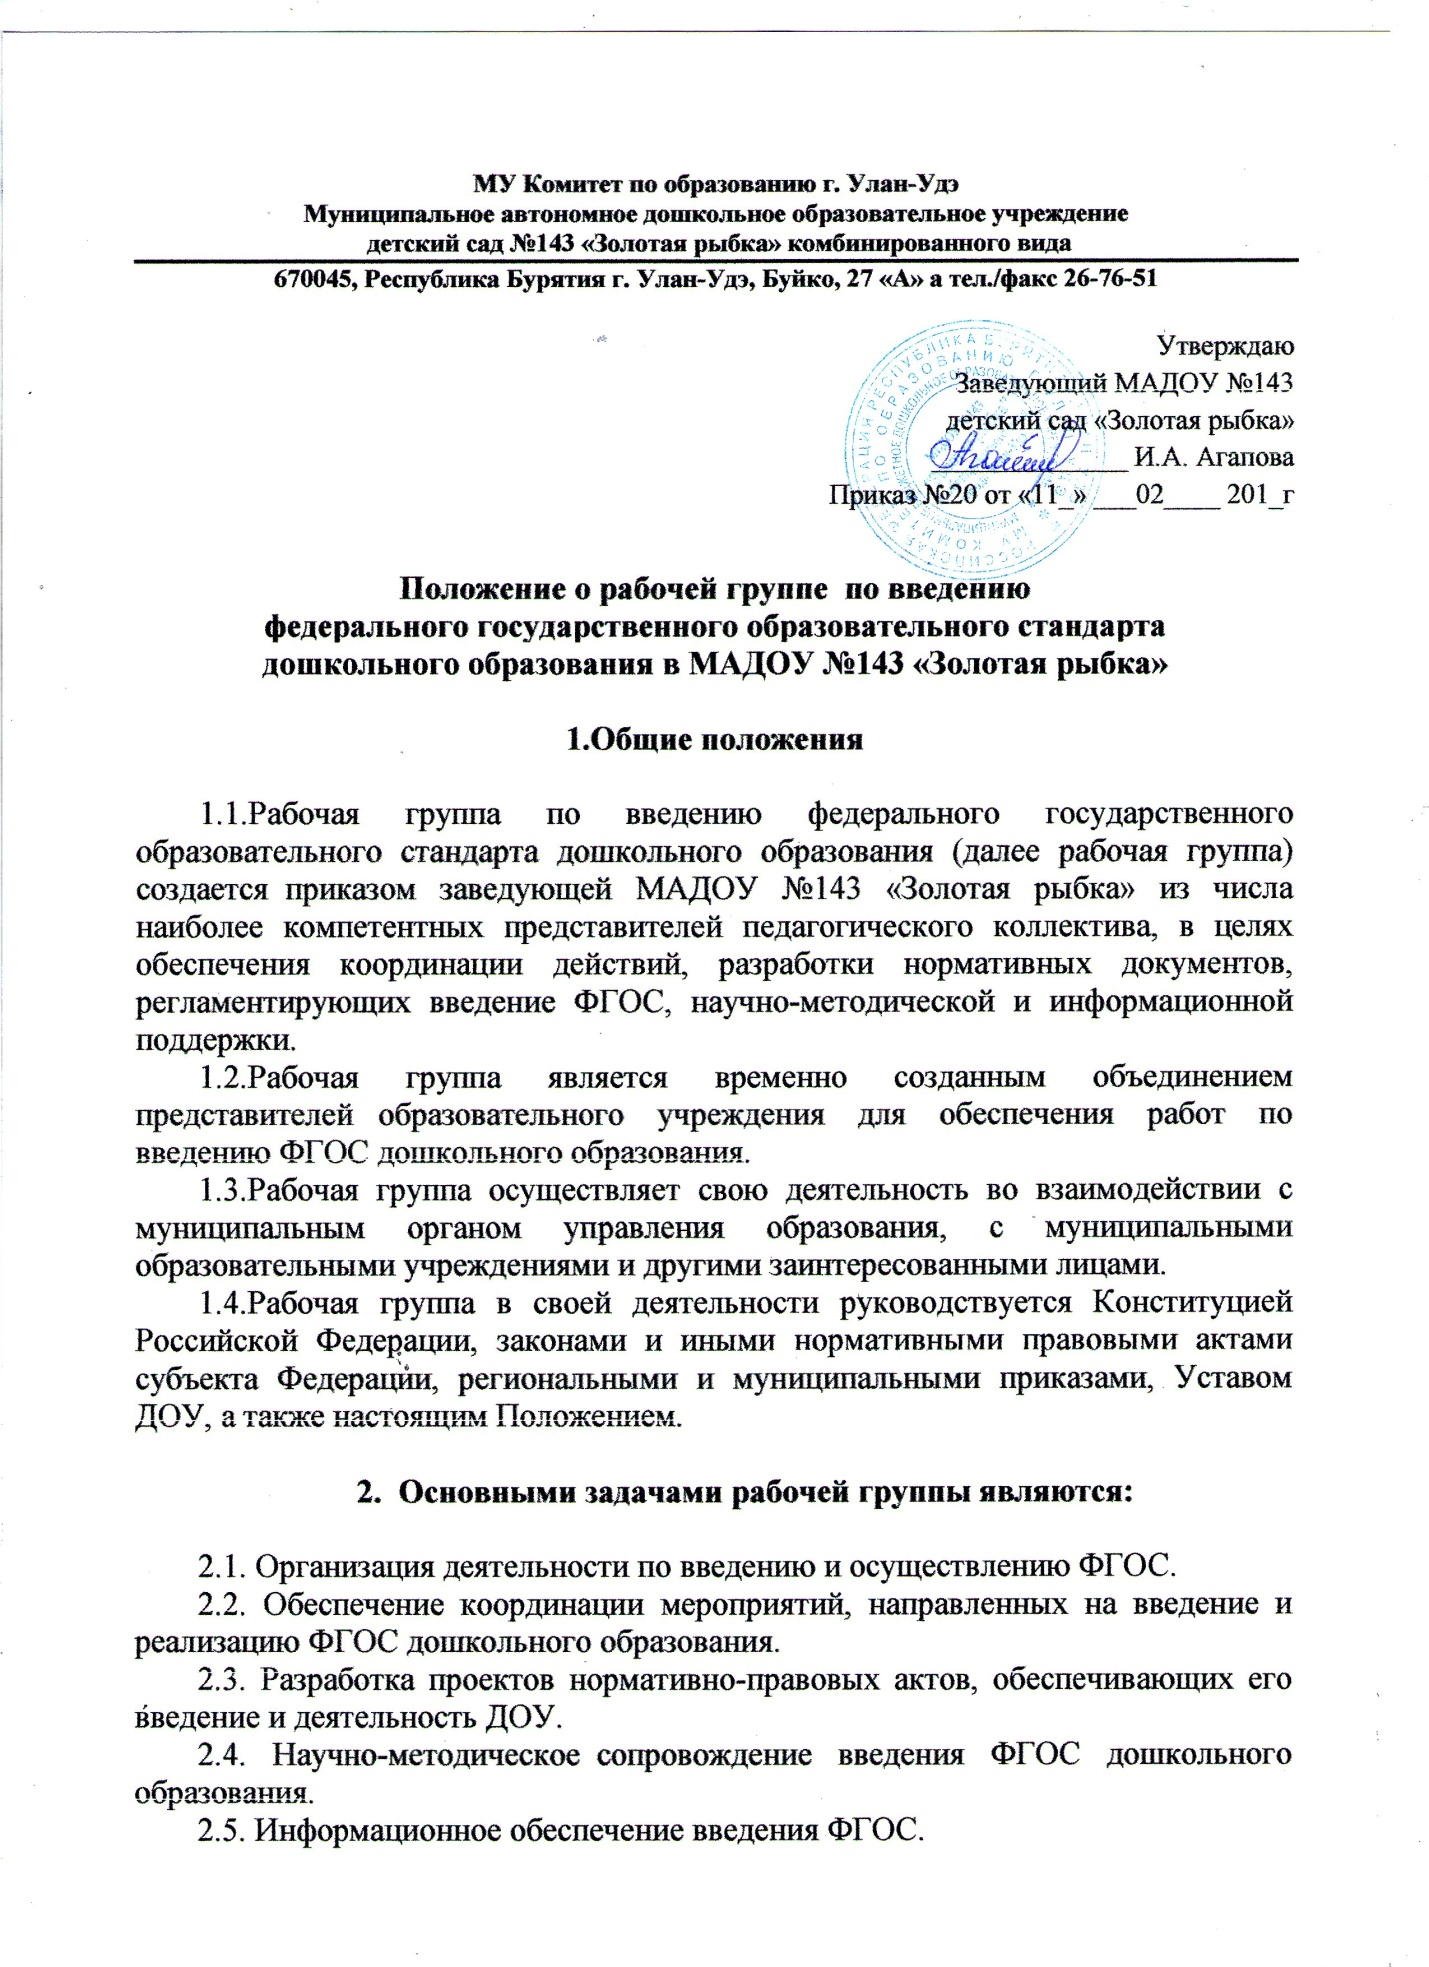 МУ Комитет по образованию г. Улан-Удэ
Муниципальное автономное дошкольное образовательное учреждение
детский сад №143 «Золотая рыбка» комбинированного вида
670045, Республика Бурятия г. Улан-Удэ, Буйко, 27 «А» а тел./факс 26-76-51
Утверждаю
Заведующий МАДОУ №143
детский сад «Золотая рыбка»
______________ И.А. Агапова
Приказ №20 от «11_» ___02____ 201_г
Положение о рабочей группе по введению
федерального государственного образовательного стандарта
дошкольного образования в МАДОУ №143 «Золотая рыбка»
1.Общие положения
1.1.Рабочая группа по введению федерального государственного
образовательного стандарта дошкольного образования (далее рабочая группа)
создается приказом заведующей МАДОУ №143 «Золотая рыбка» из числа
наиболее компетентных представителей педагогического коллектива, в целях
обеспечения координации действий, разработки нормативных документов,
регламентирующих введение ФГОС, научно-методической и информационной
поддержки.
1.2.Рабочая группа является временно созданным объединением
представителей образовательного учреждения для обеспечения работ по
введению ФГОС дошкольного образования.
1.3.Рабочая группа осуществляет свою деятельность во взаимодействии с
муниципальным органом управления образования, с муниципальными
образовательными учреждениями и другими заинтересованными лицами.
1.4.Рабочая группа в своей деятельности руководствуется Конституцией
Российской Федерации, законами и иными нормативными правовыми актами
субъекта Федерации, региональными и муниципальными приказами, Уставом
ДОУ, а также настоящим Положением.
2. Основными задачами рабочей группы являются:
2.1. Организация деятельности по введению и осуществлению ФГОС.
2.2. Обеспечение координации мероприятий, направленных на введение и
реализацию ФГОС дошкольного образования.
2.3. Разработка проектов нормативно-правовых актов, обеспечивающих его
введение и деятельность ДОУ.
2.4. Научно-методическое сопровождение введения ФГОС дошкольного
образования.
2.5. Информационное обеспечение введения ФГОС.